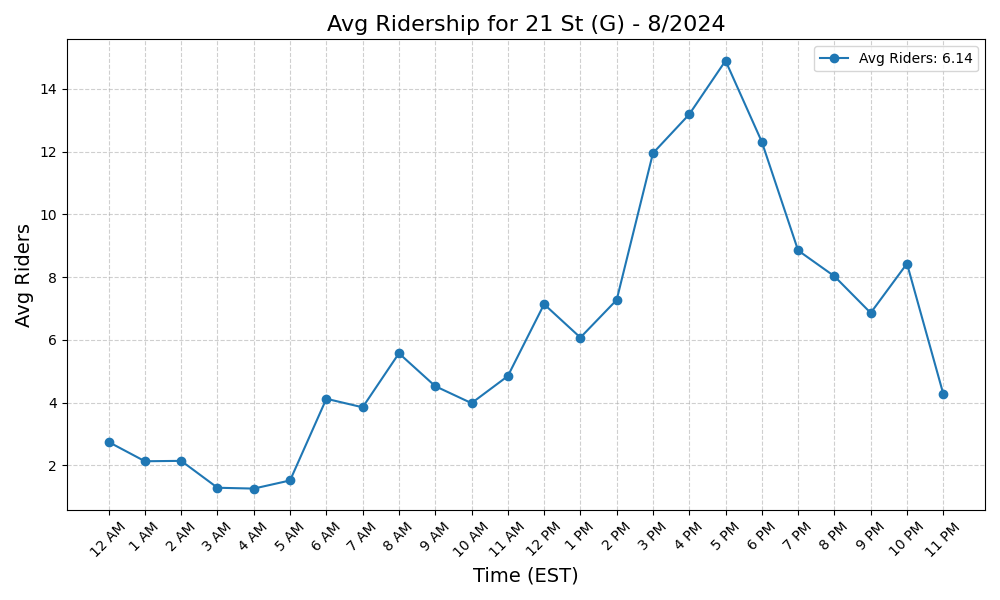 Avg Ridership for 21 St (G) - 8/2024
Avg Riders: 6.14
Avg Riders
14
12
10
8
6
4
2
12 AM
1 AM
2 AM
3 AM
4 AM
5 AM
6 AM
7 AM
8 AM
9 AM
10 AM
11 AM
12 PM
1 PM
2 PM
3 PM
4 PM
5 PM
6 PM
7 PM
8 PM
9 PM
10 PM
11 PM
Time (EST)